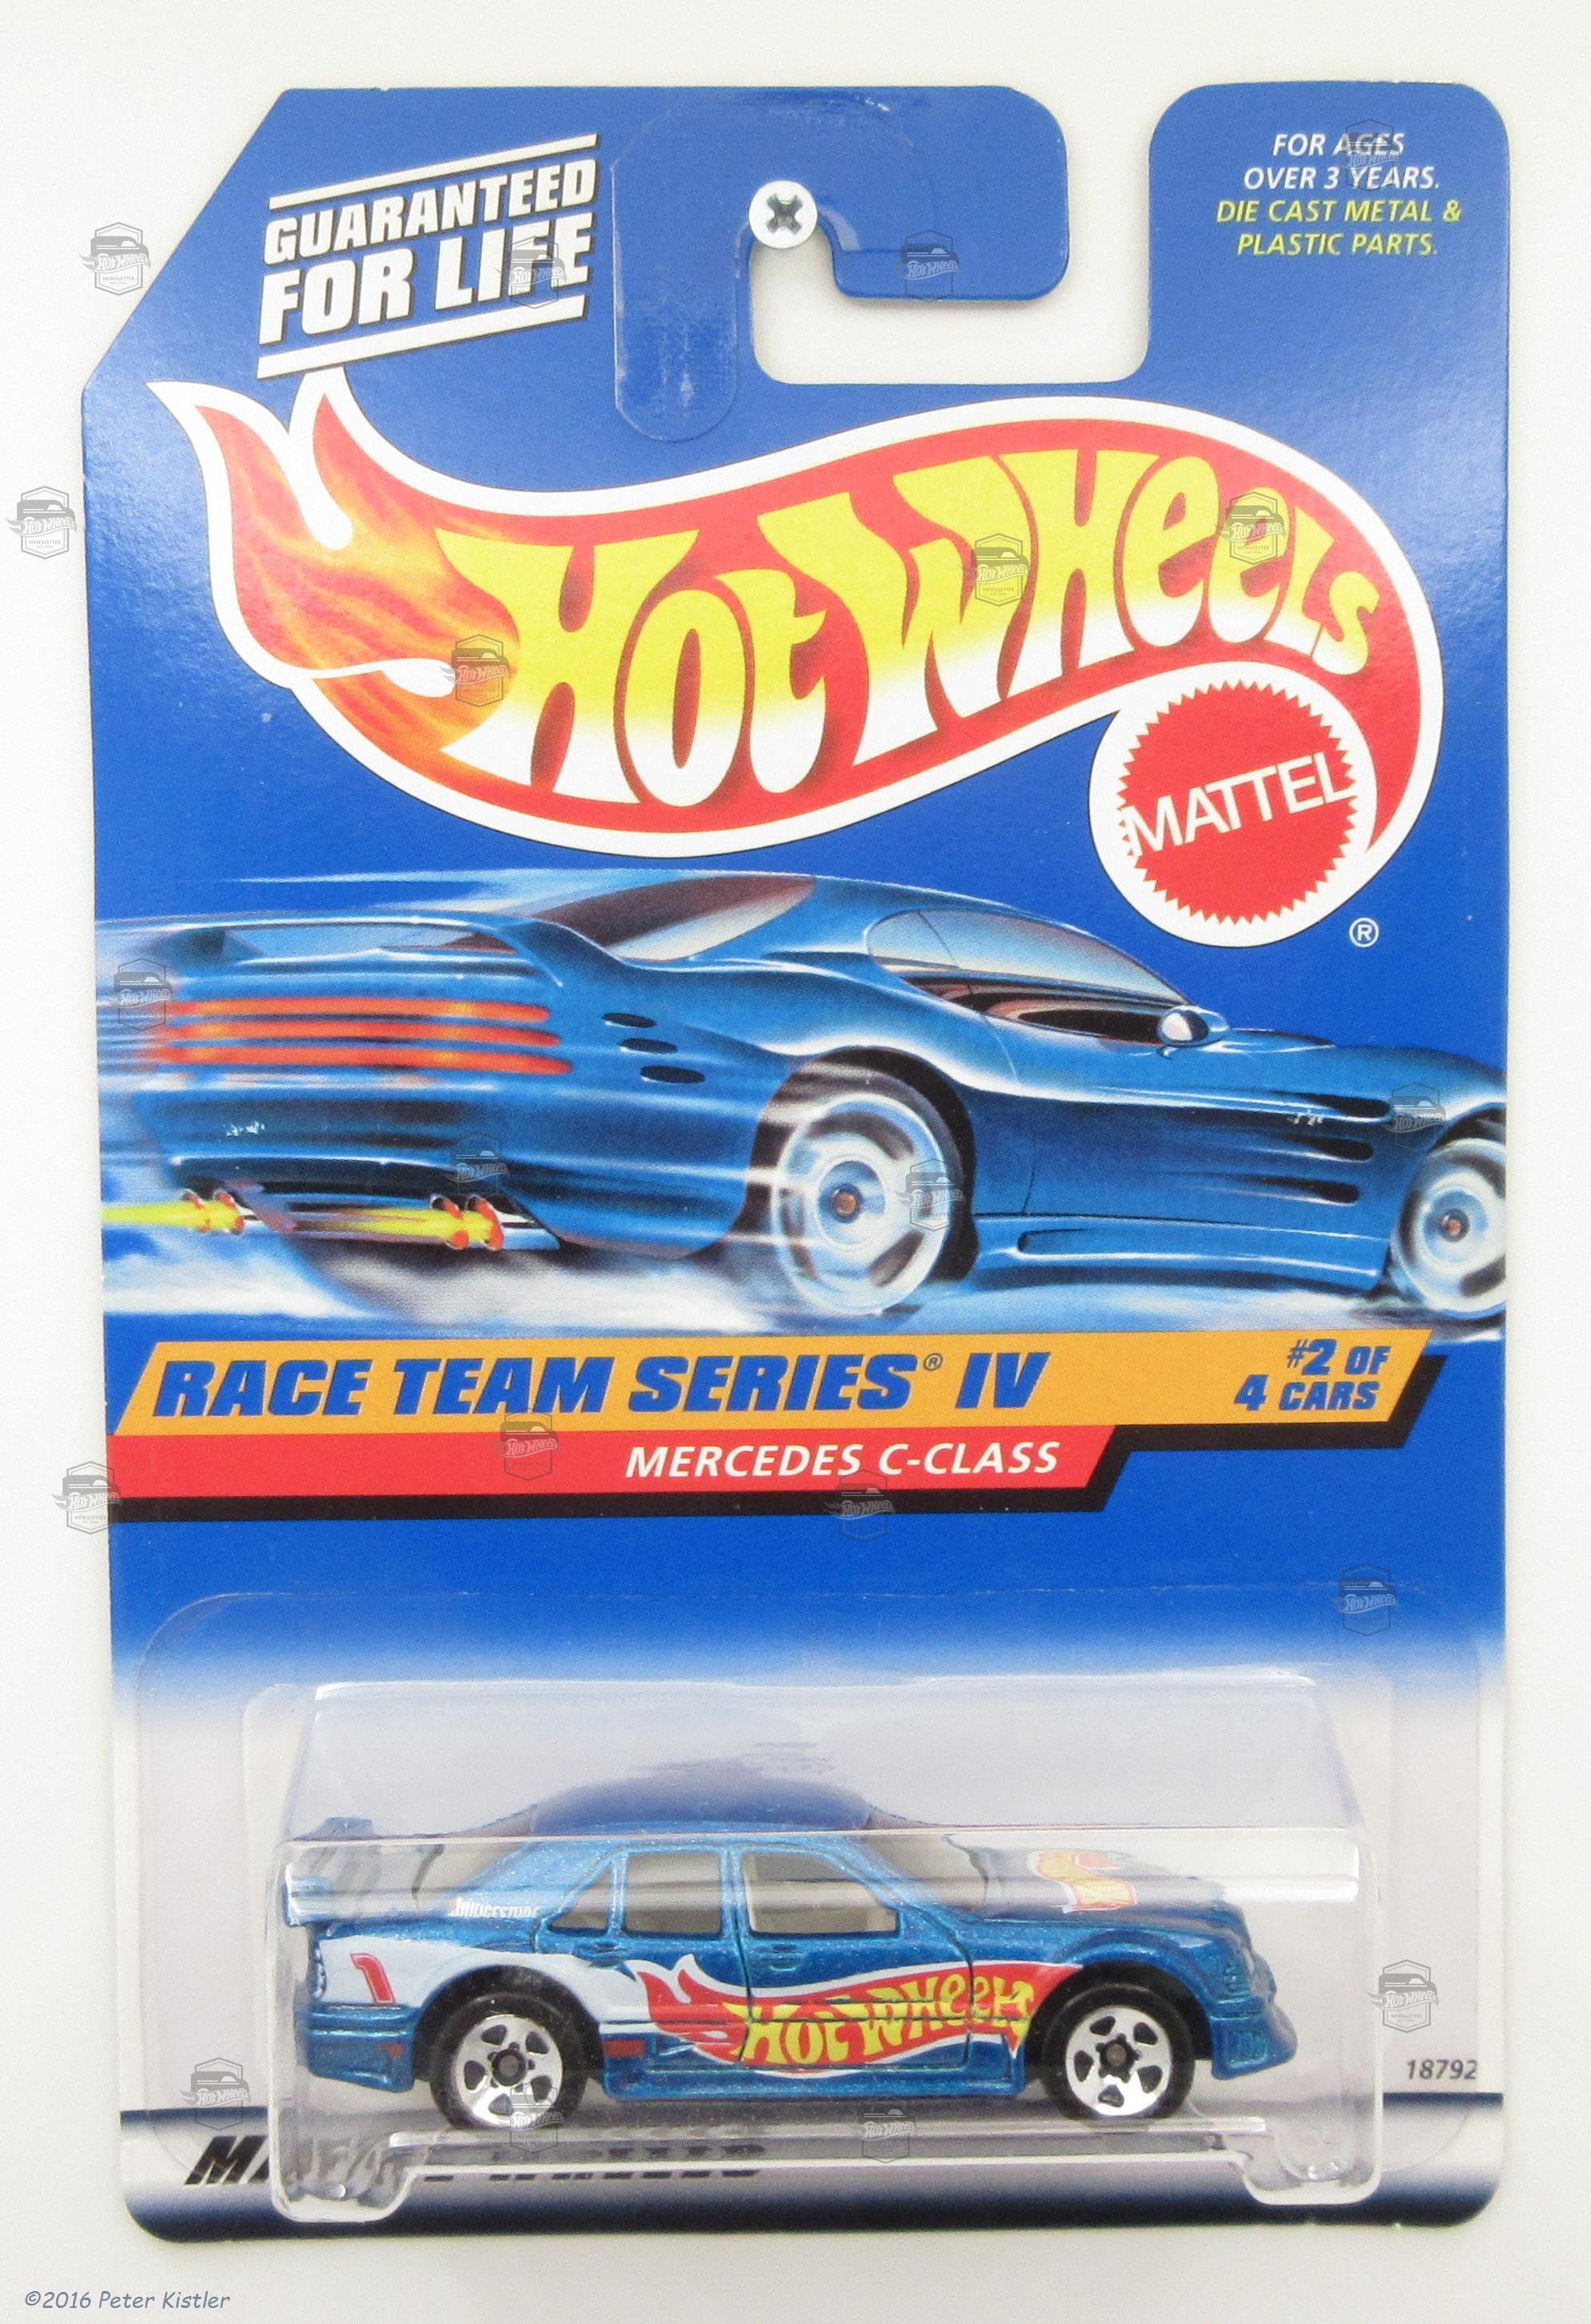 GUARANTEED
FOR LIFE
FOR AGES
OVER 3 YEARS.
DIE CAST METAL &
PLASTIC PARTS.
HOT WHEELS
MATTEL
®
RACE TEAM SERIES® IV
#2 OF
4 CARS
MERCEDES C-CLASS
BRIDGESTONE
1
HOT WHEELS
18792
©2016 Peter Kistler